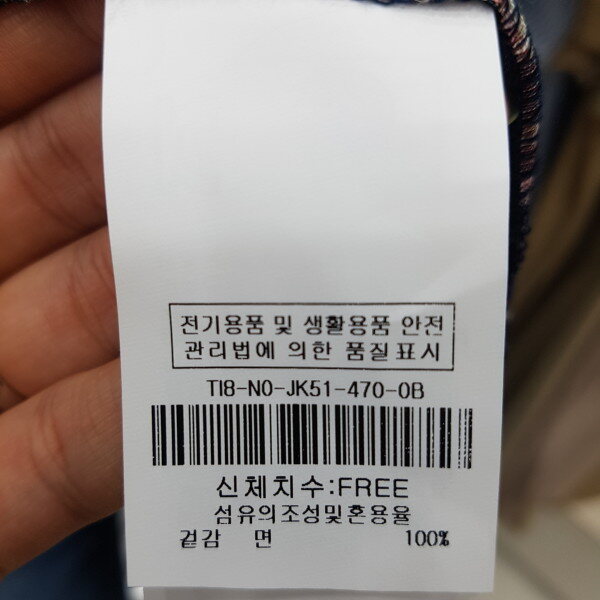 전기용품 및 생활용품 안전
관리법에 의한 품질표시
TI8-N0-JK51-470-0B
신체치수:FREE
섬유의조성및혼용율
겉감 면 100%